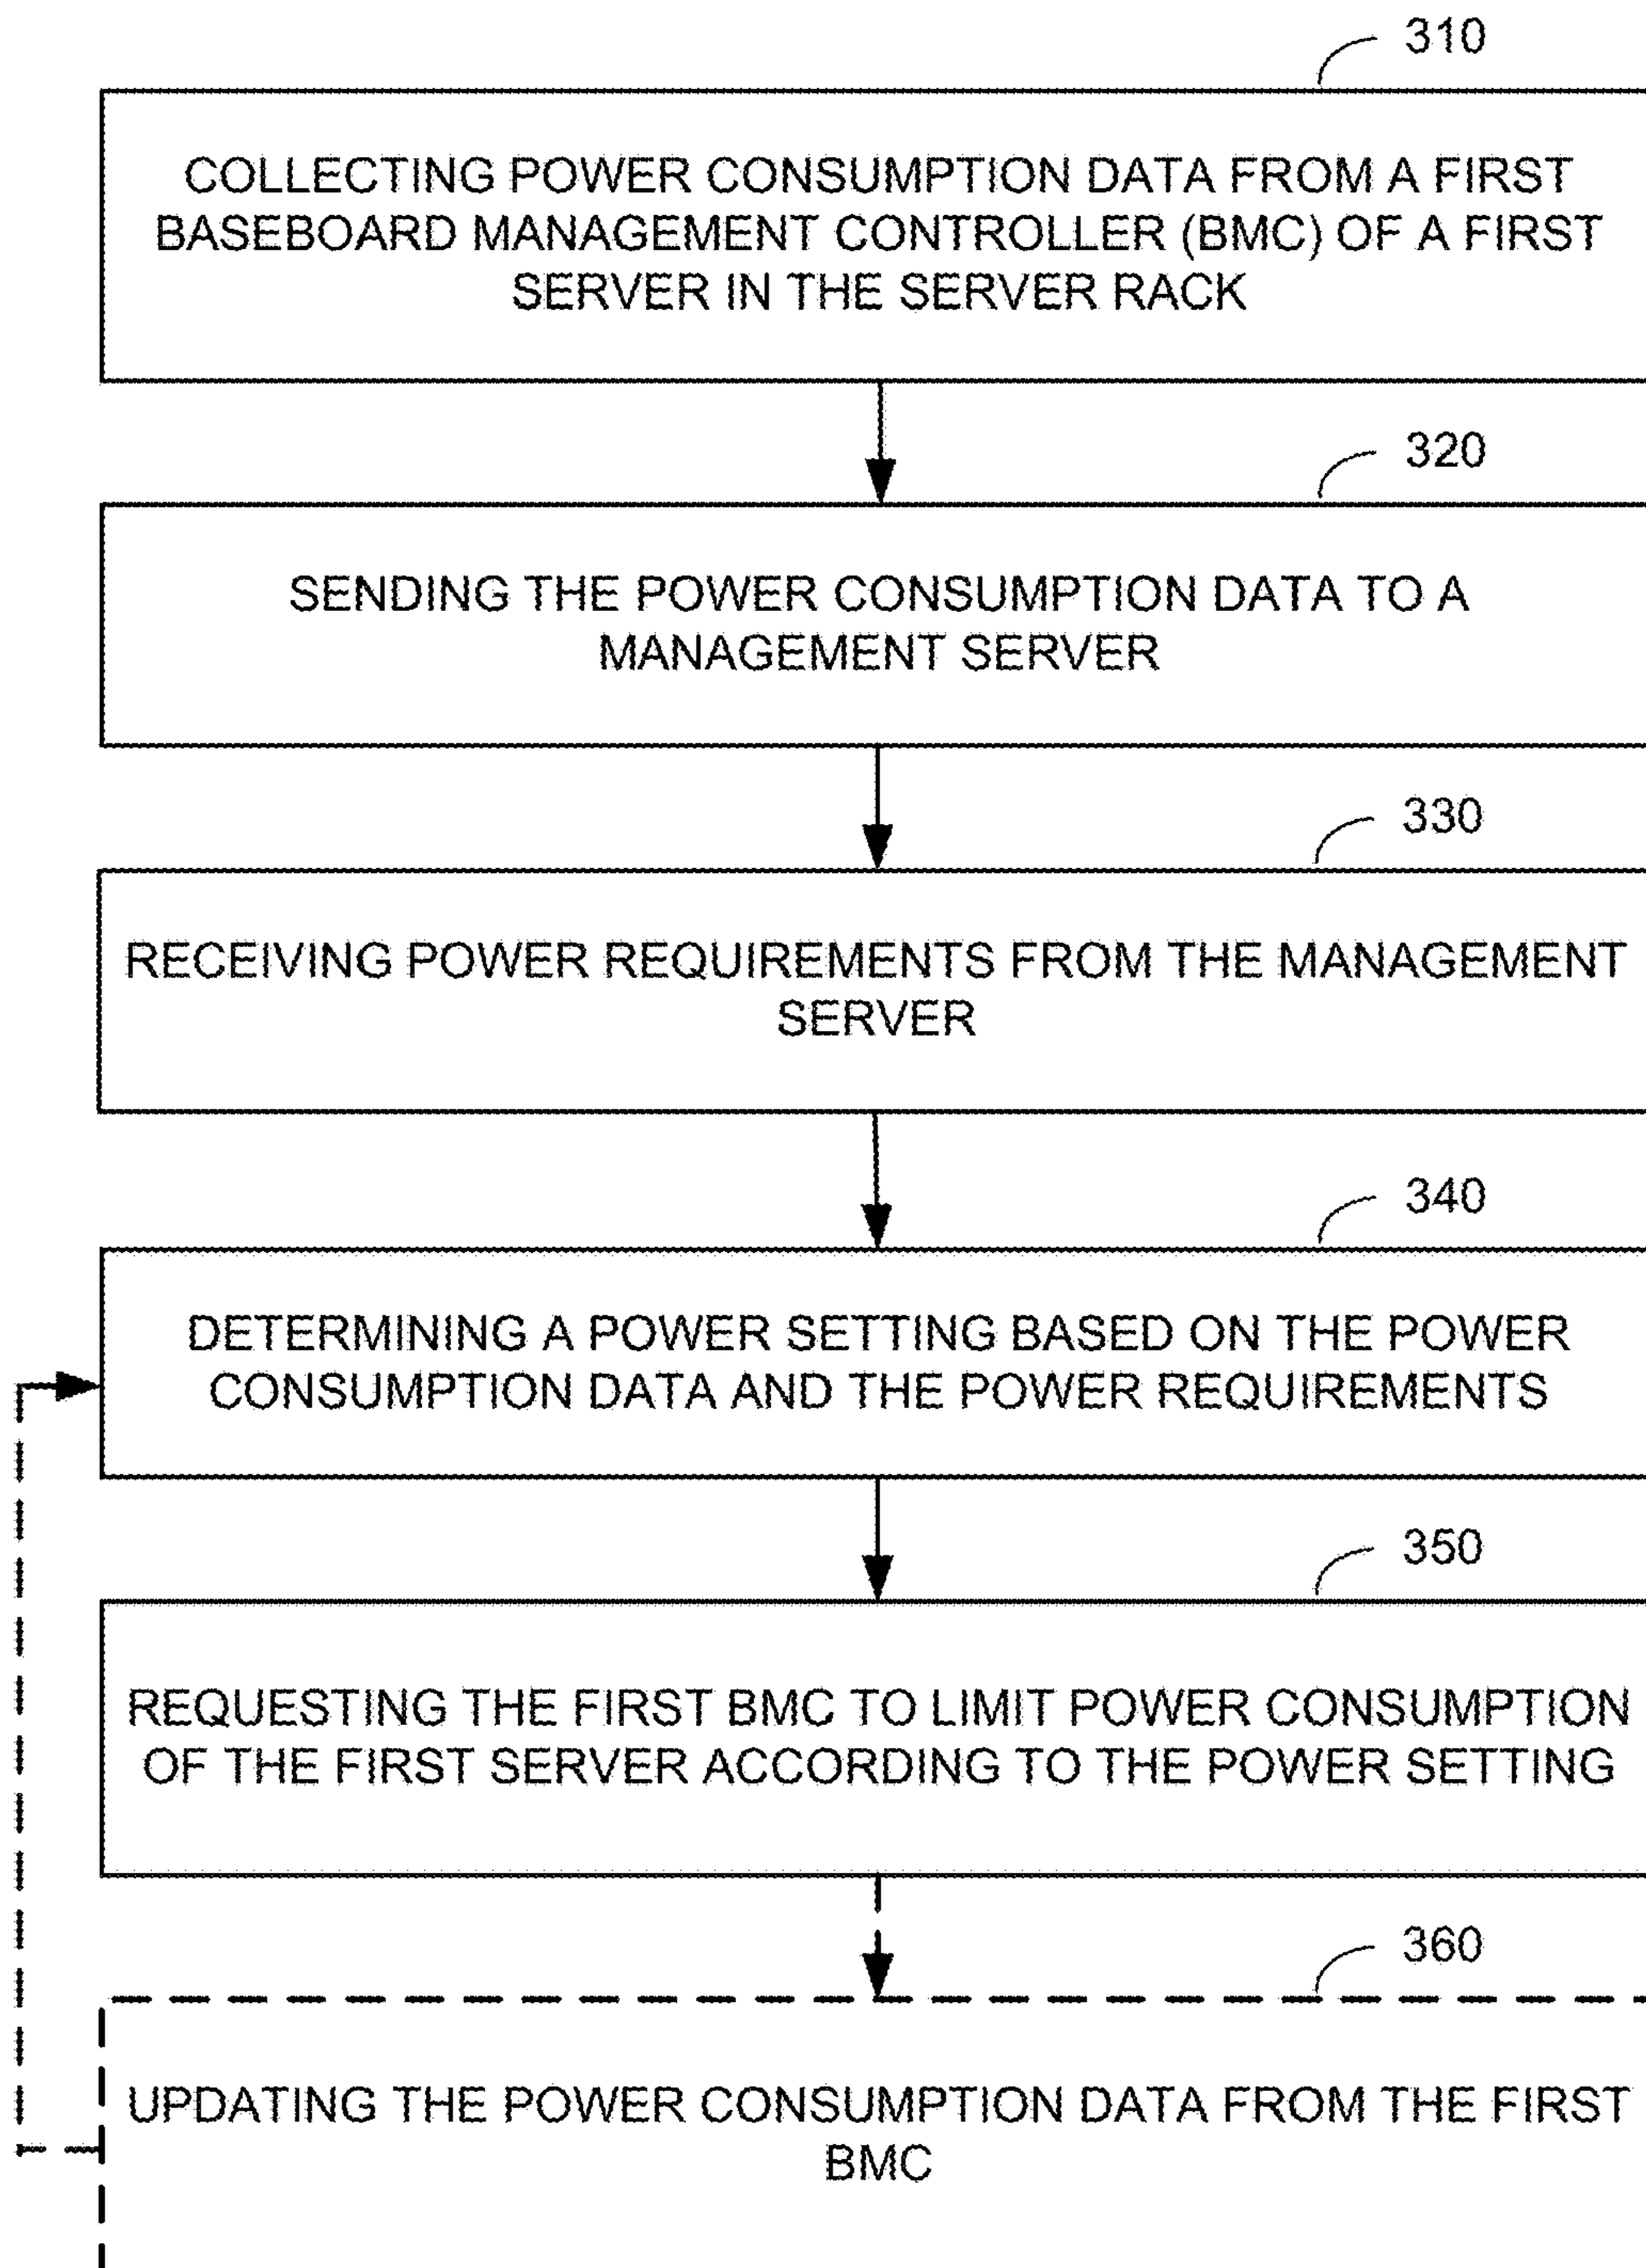 310
COLLECTING POWER CONSUMPTION DATA FROM A FIRST
BASEBOARD MANAGEMENT CONTROLLER (BMC) OF A FIRST
SERVER IN THE SERVER RACK
320
SENDING THE POWER CONSUMPTION DATA TO A
MANAGEMENT SERVER
330
RECEIVING POWER REQUIREMENTS FROM THE MANAGEMENT
SERVER
340
DETERMINING A POWER SETTING BASED ON THE POWER
CONSUMPTION DATA AND THE POWER REQUIREMENTS
350
REQUESTING THE FIRST BMC TO LIMIT POWER CONSUMPTION
OF THE FIRST SERVER ACCORDING TO THE POWER SETTING
360
UPDATING THE POWER CONSUMPTION DATA FROM THE FIRST
BMC